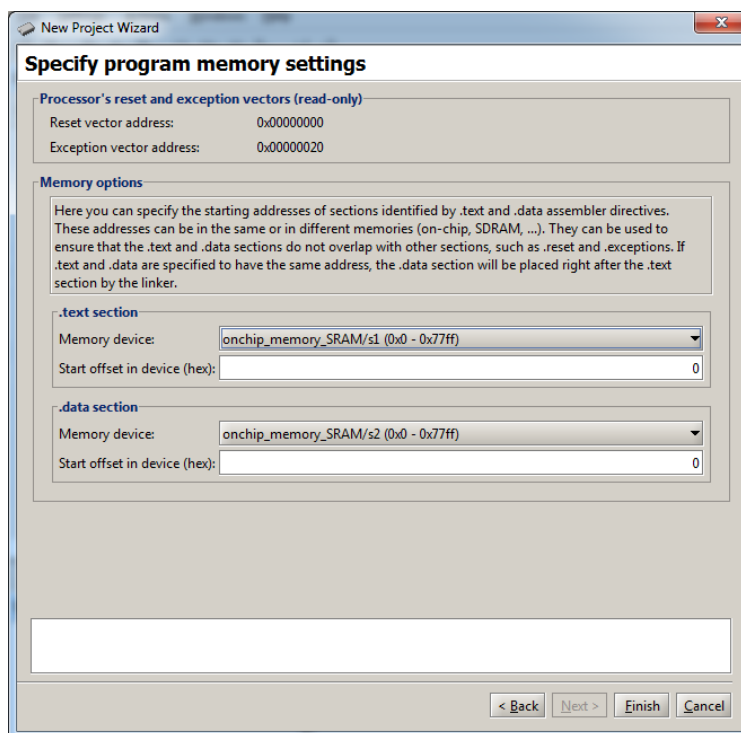 New Project Wizard
Specify program memory settings
Processor's reset and exception vectors (read-only)
Reset vector address: 0x00000000
Exception vector address: 0x00000020
Memory options
Here you can specify the starting addresses of sections identified by .text and .data assembler directives.
These addresses can be in the same or in different memories (on-chip, SDRAM, ...). They can be used to
ensure that the .text and .data sections do not overlap with other sections, such as .reset and .exceptions. If
.text and .data are specified to have the same address, the .data section will be placed right after the .text
section by the linker.
.text section
Memory device: onchip_memory_SRAM/s1 (0x0 - 0x77ff)
Start offset in device (hex): 0
.data section
Memory device: onchip_memory_SRAM/s2 (0x0 - 0x77ff)
Start offset in device (hex): 0
< Back Next > Finish Cancel